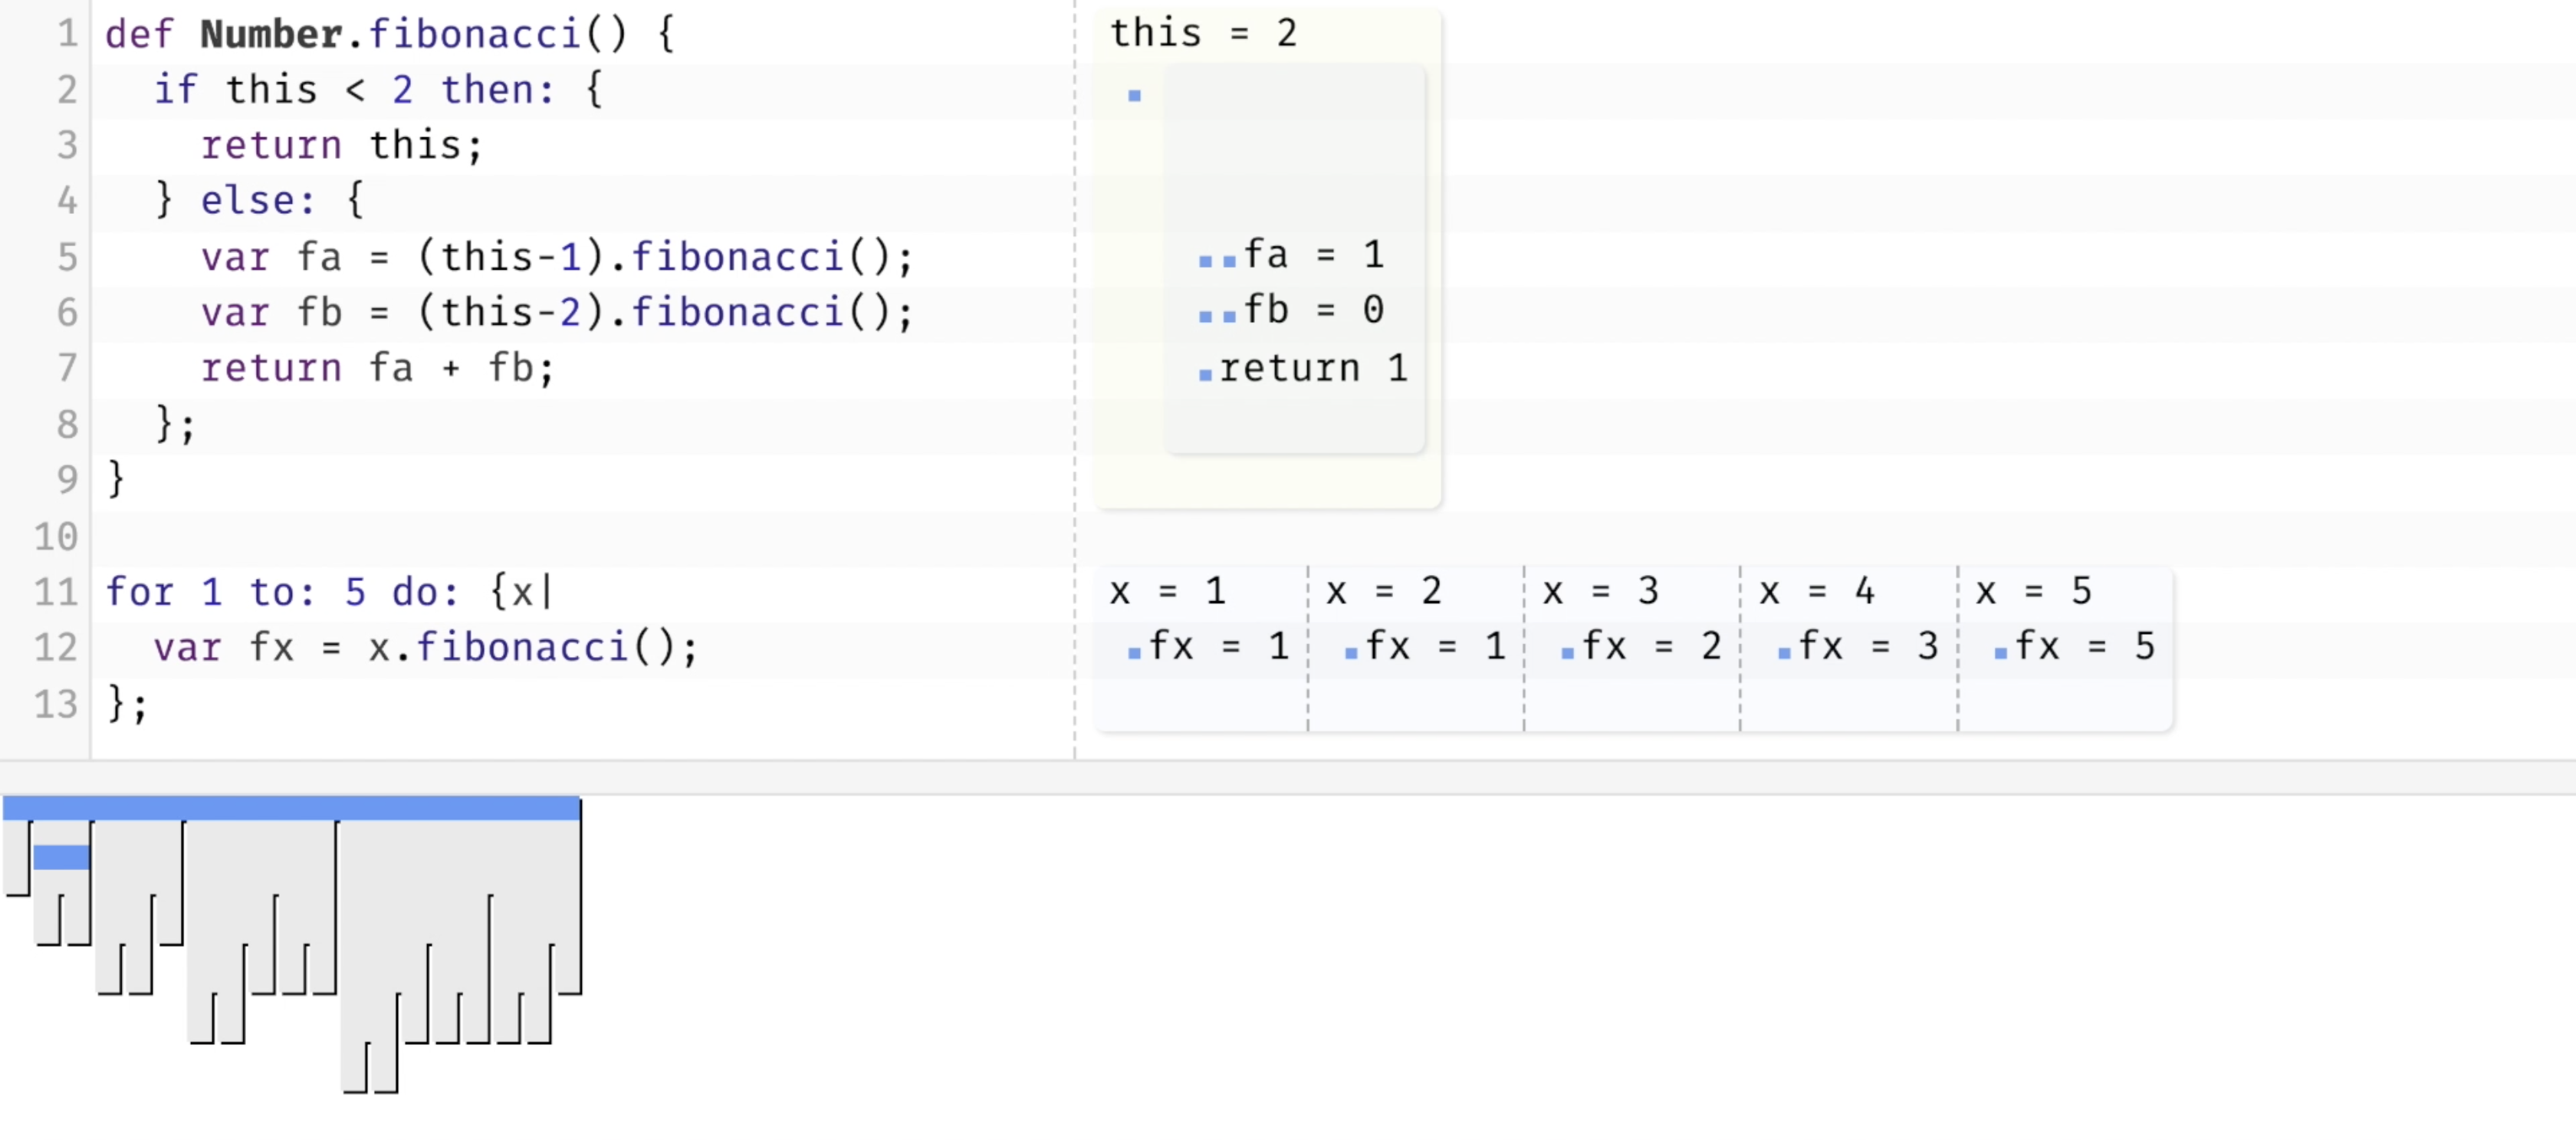 1 def Number.fibonacci() { this = 2
2 if this < 2 then: {
3 return this;
4 } else: {
5 var fa = (this-1).fibonacci(); fa = 1
6 var fb = (this-2).fibonacci(); fb = 0
7 return fa + fb; return 1
8 };
9 }
10
11 for 1 to: 5 do: {x| x = 1 x = 2 x = 3 x = 4 x = 5
12 var fx = x.fibonacci(); fx = 1 fx = 1 fx = 2 fx = 3 fx = 5
13 };